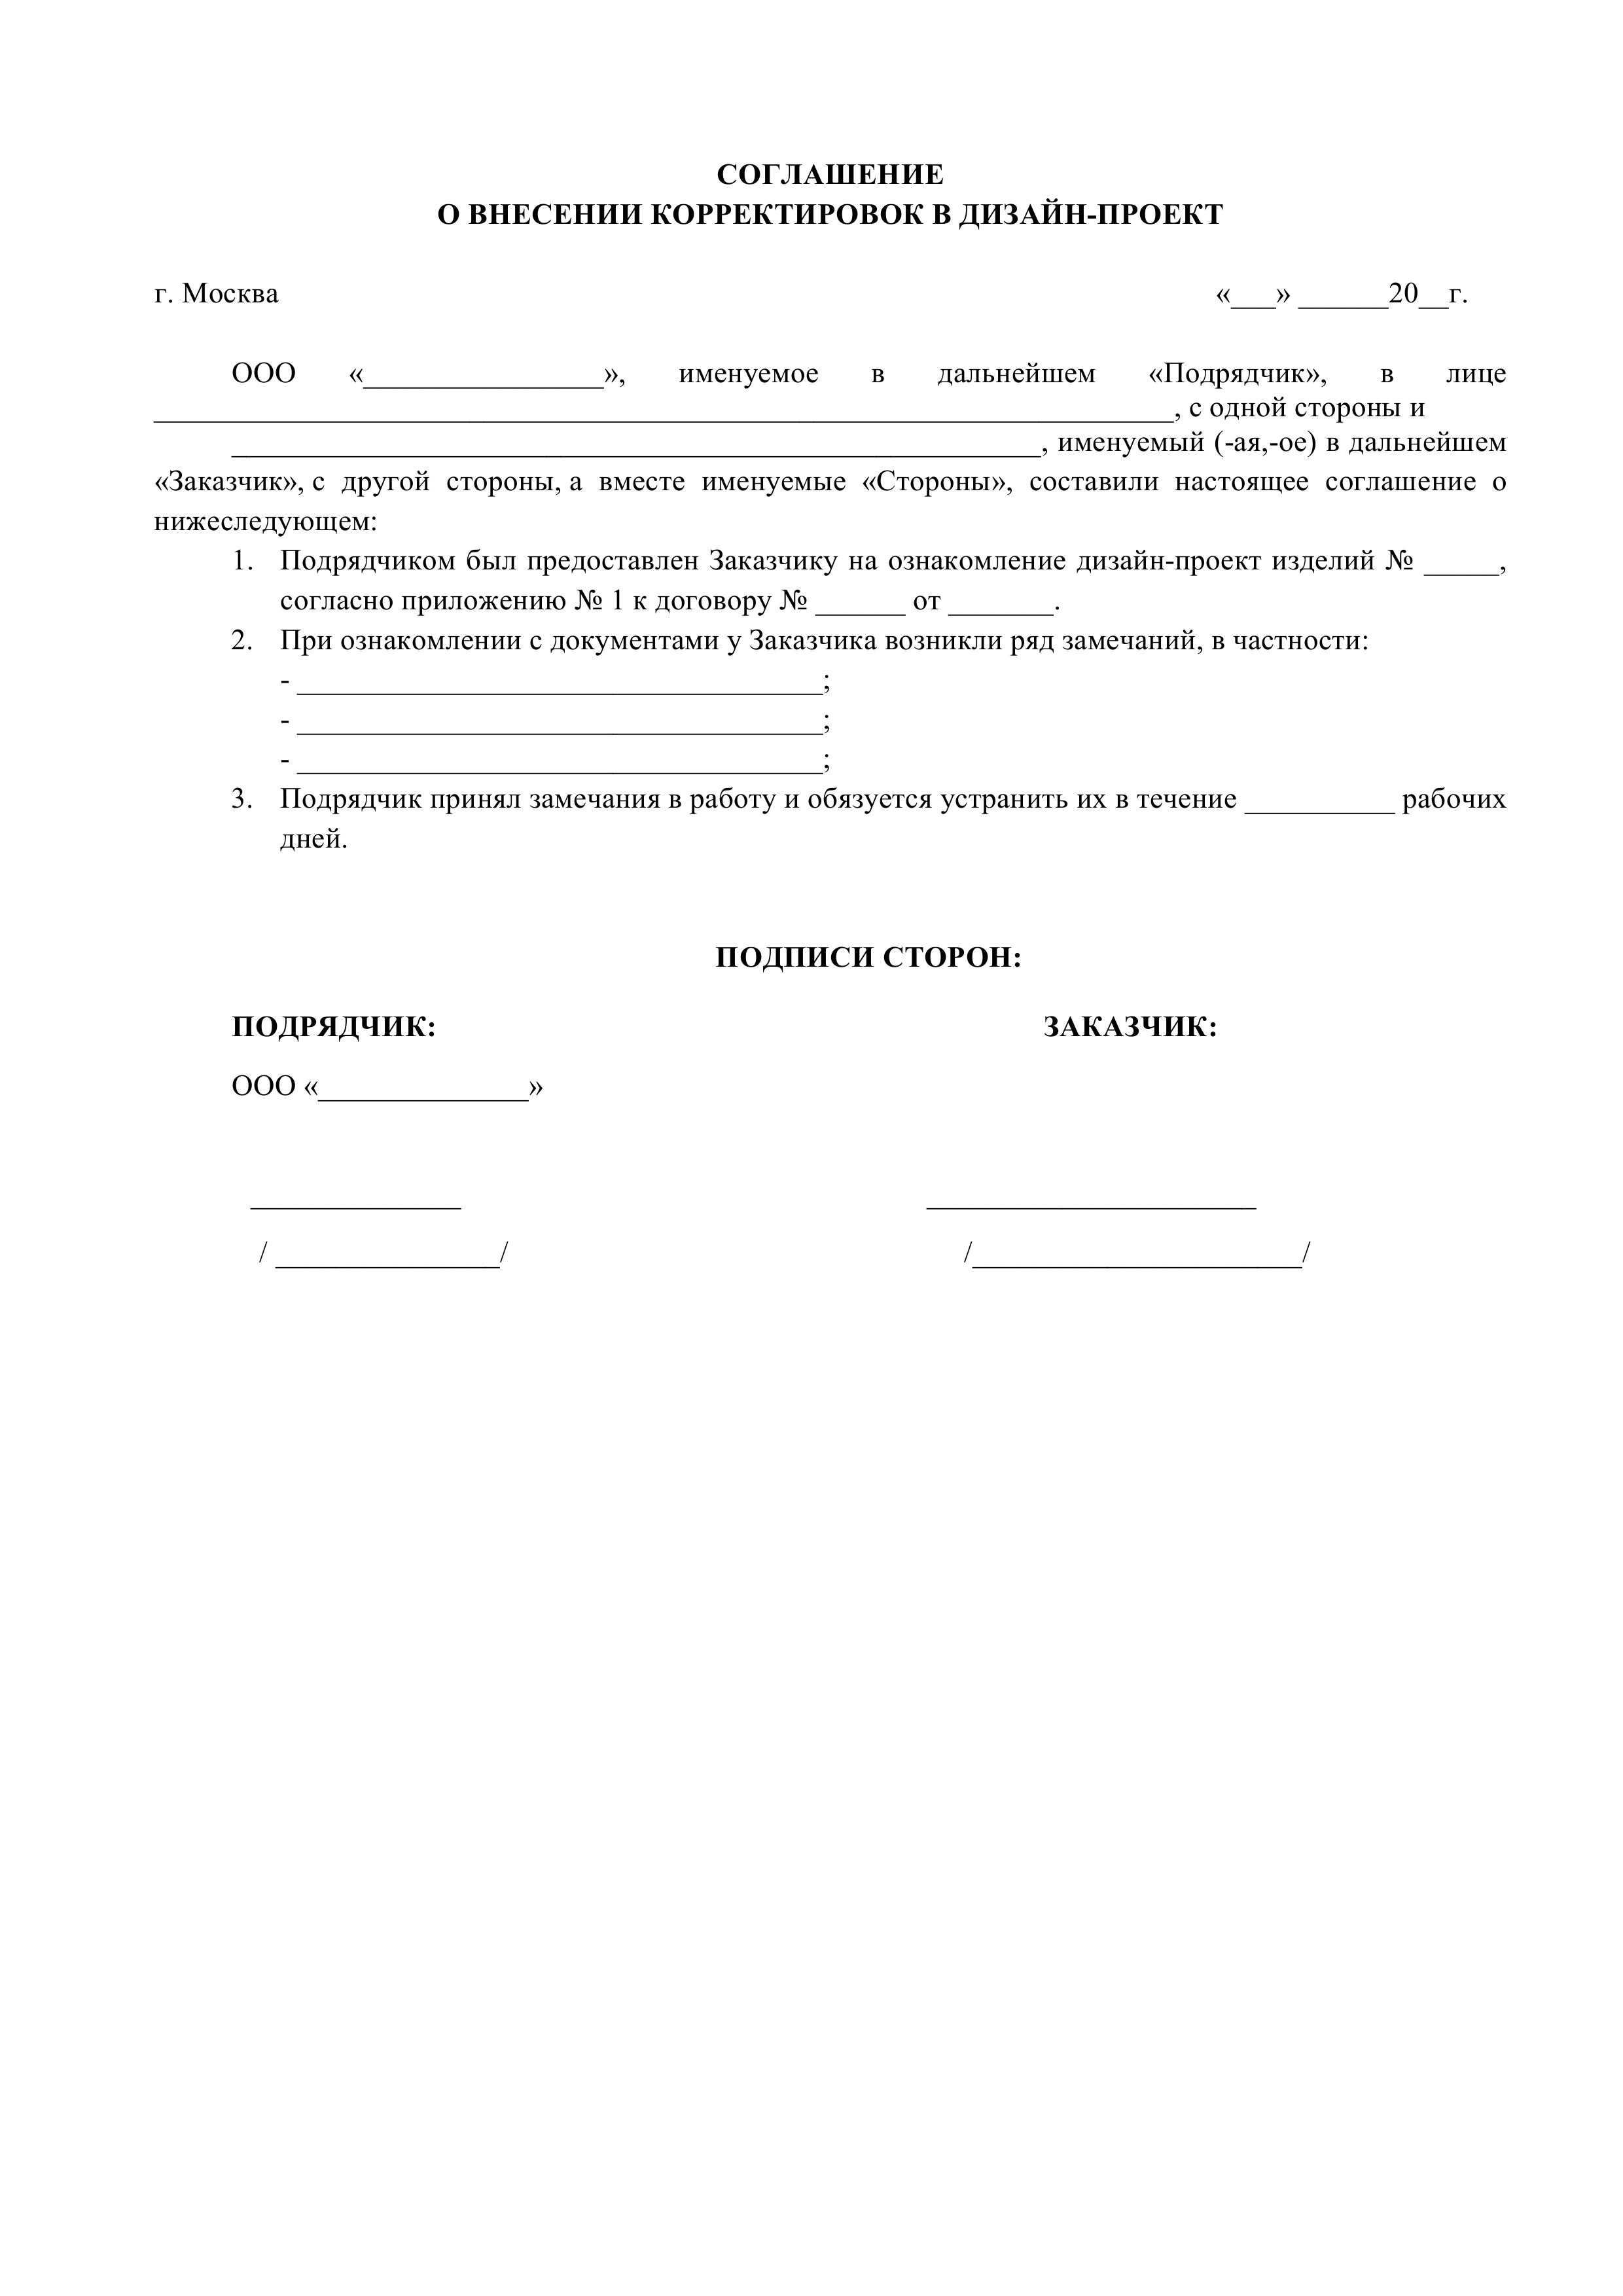 СОГЛАШЕНИЕ
О ВНЕСЕНИИ КОРРЕКТИРОВОК В ДИЗАЙН-ПРОЕКТ
г. Москва «___» ______20__г.
ООО «________________», именуемое в дальнейшем «Подрядчик», в лице
____________________________________________________________________, с одной стороны и
______________________________________________________, именуемый (-ая,-ое) в дальнейшем
«Заказчик», с другой стороны, а вместе именуемые «Стороны», составили настоящее соглашение о
нижеследующем:
1. Подрядчиком был предоставлен Заказчику на ознакомление дизайн-проект изделий № _____,
согласно приложению № 1 к договору № ______ от _______.
2. При ознакомлении с документами у Заказчика возникли ряд замечаний, в частности:
- ___________________________________;
- ___________________________________;
- ___________________________________;
3. Подрядчик принял замечания в работу и обязуется устранить их в течение __________ рабочих
дней.
ПОДПИСИ СТОРОН:
ПОДРЯДЧИК: ЗАКАЗЧИК:
ООО «______________»
______________ ______________________
/ _______________/ /______________________/